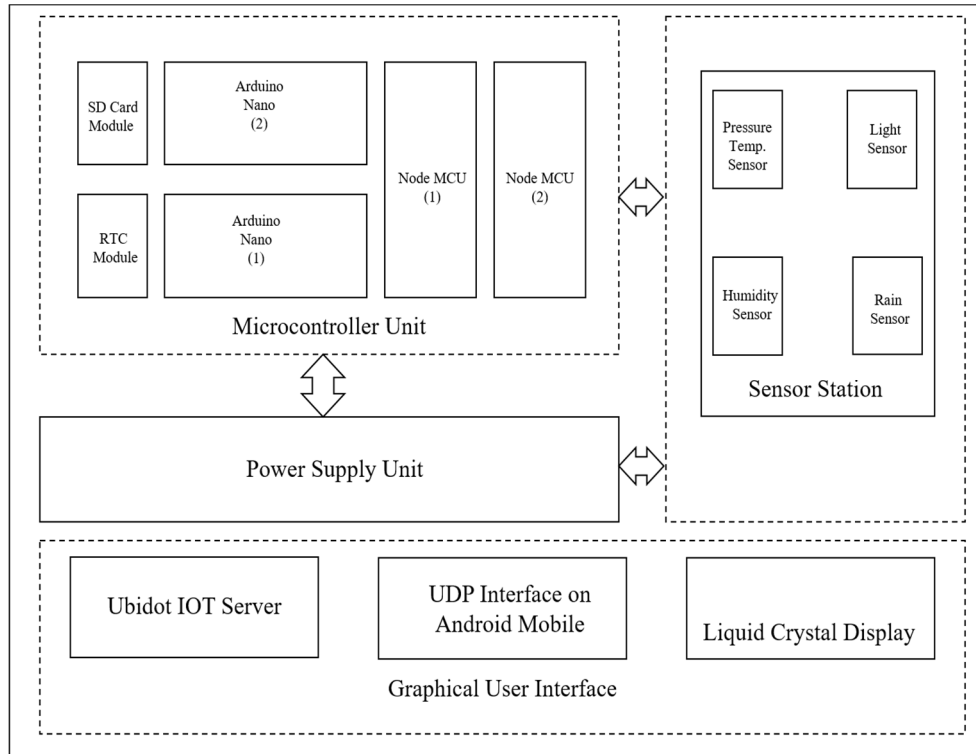 SD Card
Module
Arduino
Nano
(2)
Node MCU
(1)
Node MCU
(2)
RTC
Module
Arduino
Nano
(1)
Microcontroller Unit
Pressure
Temp.
Sensor
Light
Sensor
Humidity
Sensor
Rain
Sensor
Sensor Station
Power Supply Unit
Ubidot IOT Server
UDP Interface on
Android Mobile
Liquid Crystal Display
Graphical User Interface